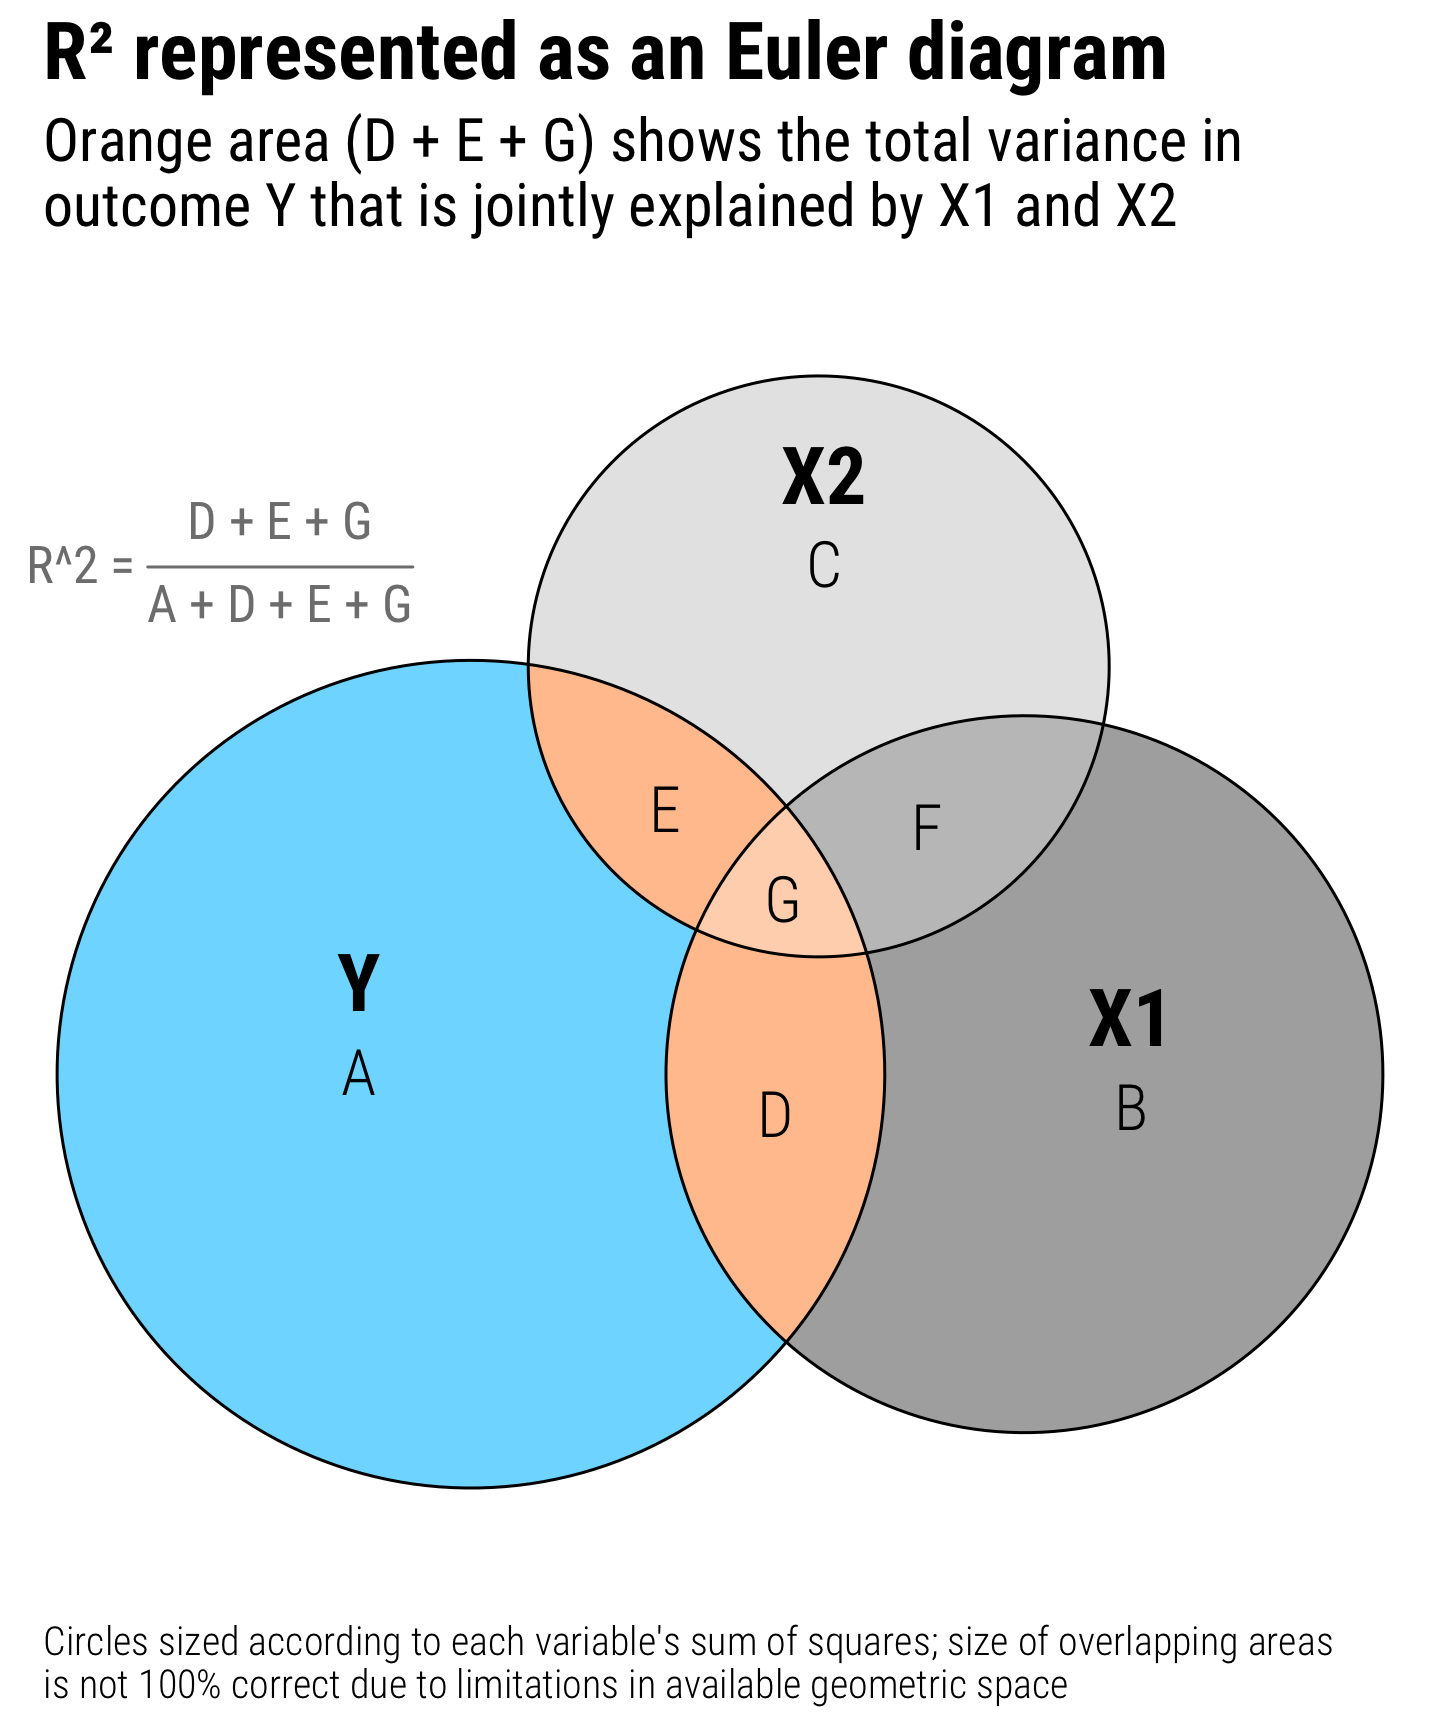 R² represented as an Euler diagram
Orange area (D + E + G) shows the total variance in
outcome Y that is jointly explained by X1 and X2
X2
C
D + E + G
R^2 =
A + D + E + G
E
F
G
Y
A
X1
B
D
Circles sized according to each variable's sum of squares; size of overlapping areas
is not 100% correct due to limitations in available geometric space